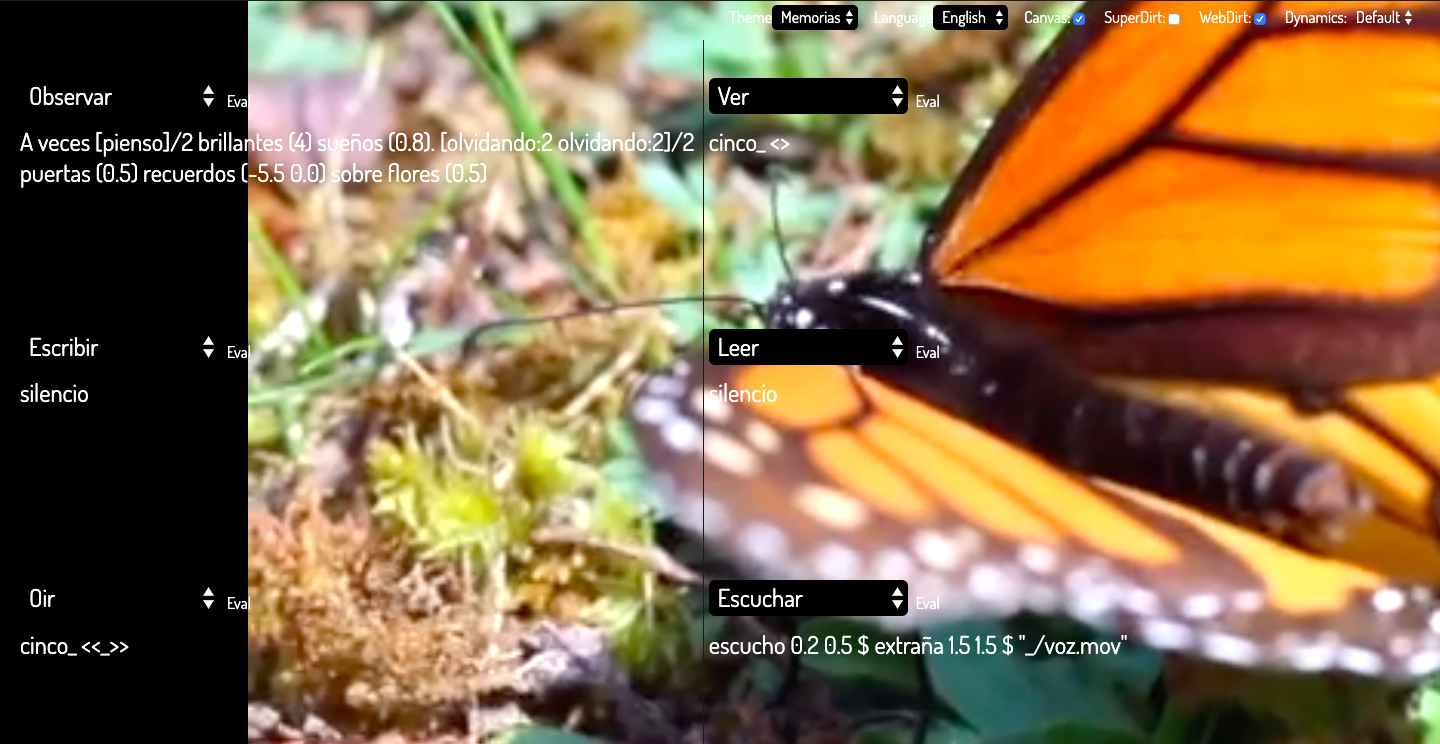 Theme Memorias Language English Canvas: SuperDirt: WebDirt: Dynamics: Default
Observar Eval
A veces [pienso]/2 brillantes (4) sueños (0.8). [olvidando:2 olvidando:2]/2
puertas (0.5) recuerdos (-5.5 0.0) sobre flores (0.5)
Ver Eval
cinco_ <>
Escribir Eval
silencio
Leer Eval
silencio
Oir Eval
cinco_ <<_>>
Escuchar Eval
escucho 0.2 0.5 $ extraña 1.5 1.5 $ "_/voz.mov"